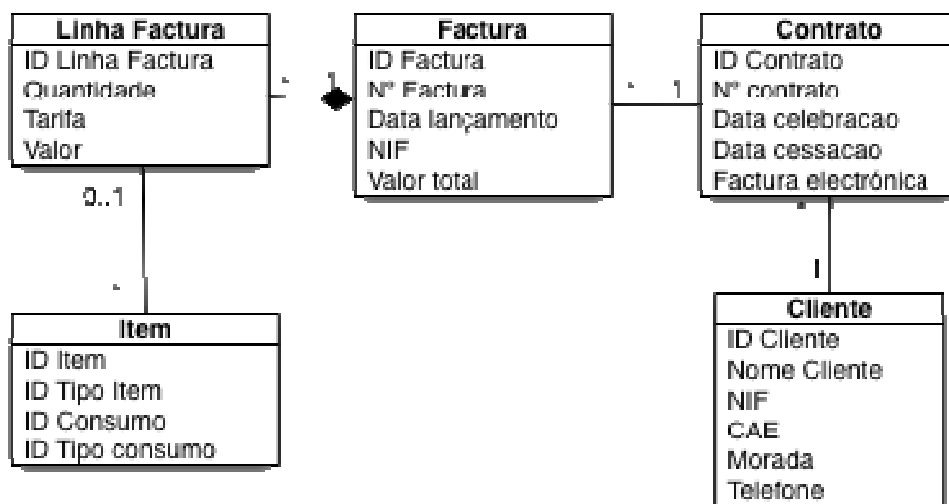 Linha Factura
ID Linha Factura
Quantidade
Tarifa
Valor
* 1
Factura
ID Factura
Nº Factura
Data lançamento
NIF
Valor total
* 1
Contrato
ID Contrato
Nº contrato
Data celebracao
Data cessacao
Factura electrónica
0..1
*
*
1
Item
ID Item
ID Tipo Item
ID Consumo
ID Tipo consumo
Cliente
ID Cliente
Nome Cliente
NIF
CAE
Morada
Telefone